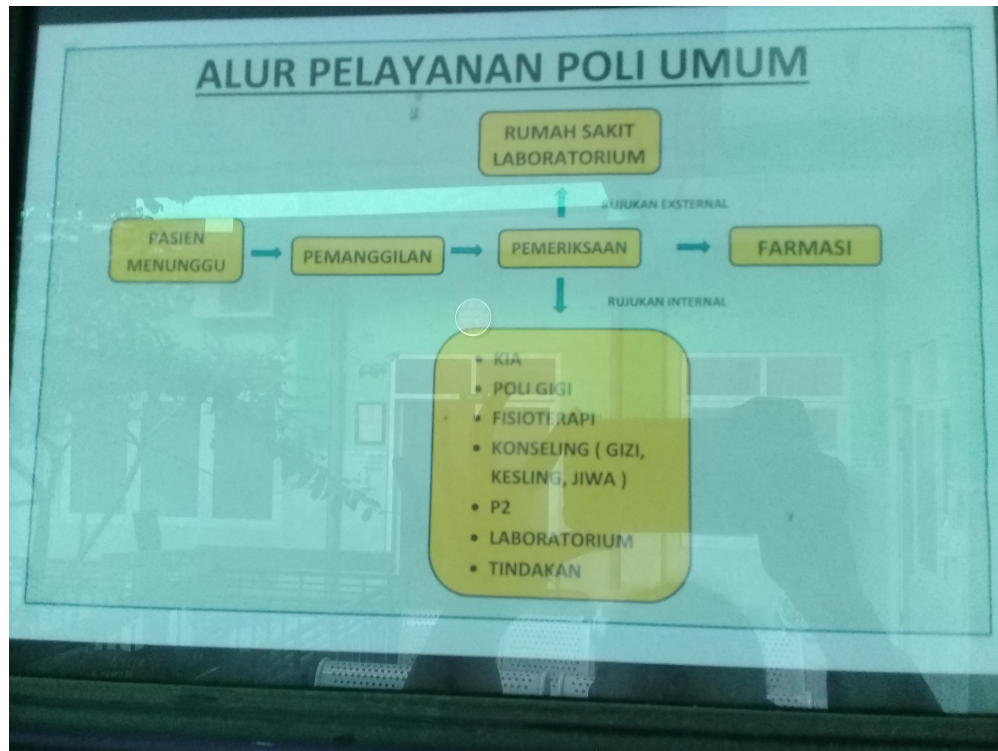 ALUR PELAYANAN POLI UMUM
RUMAH SAKIT
LABORATORIUM
RUJUKAN EXSTERNAL
PASIEN
MENUNGGU
PEMANGGILAN
PEMERIKSAAN
FARMASI
RUJUKAN INTERNAL
• KIA
• POLI GIGI
• FISIOTERAPI
• KONSELING ( GIZI,
KESLING, JIWA )
• P2
• LABORATORIUM
• TINDAKAN